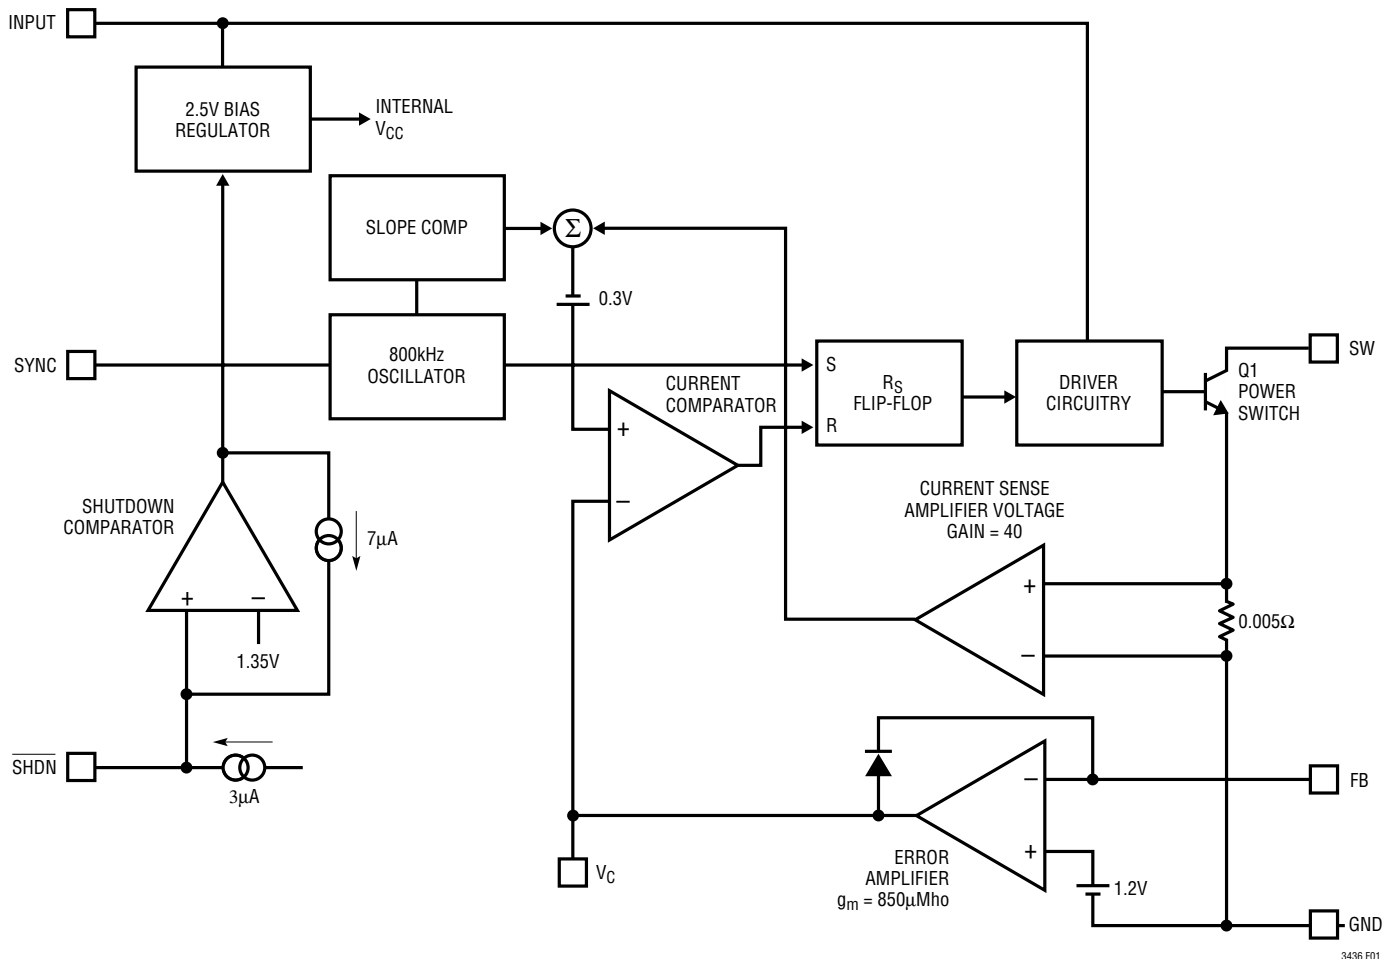 INPUT
2.5V BIAS
REGULATOR
INTERNAL
VCC
SLOPE COMP
Σ
0.3V
SYNC
800kHz
OSCILLATOR
CURRENT
COMPARATOR
+
–
S
R
RS
FLIP-FLOP
DRIVER
CIRCUITRY
SW
Q1
POWER
SWITCH
SHUTDOWN
COMPARATOR
+
–
1.35V
7µA
CURRENT SENSE
AMPLIFIER VOLTAGE
GAIN = 40
+
–
0.005Ω
SHDN
3µA
VC
ERROR
AMPLIFIER
gm = 850µMho
–
+
1.2V
FB
GND
3436 F01